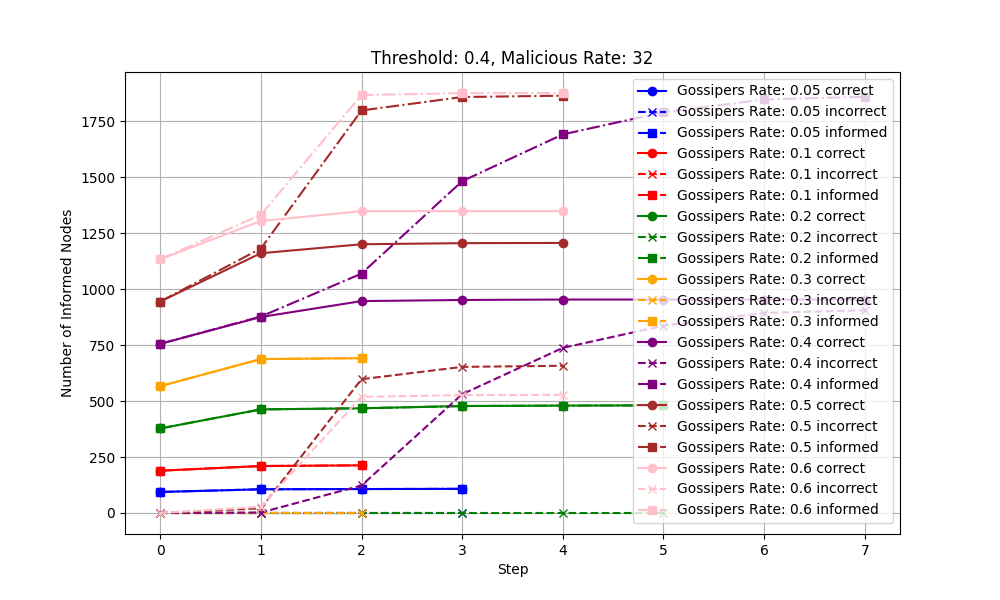 Threshold: 0.4, Malicious Rate: 32
Number of Informed Nodes
1750
1500
1250
1000
750
500
250
0
0 1 2 3 4 5 6 7
Step
Gossipers Rate: 0.05 correct
Gossipers Rate: 0.05 incorrect
Gossipers Rate: 0.05 informed
Gossipers Rate: 0.1 correct
Gossipers Rate: 0.1 incorrect
Gossipers Rate: 0.1 informed
Gossipers Rate: 0.2 correct
Gossipers Rate: 0.2 incorrect
Gossipers Rate: 0.2 informed
Gossipers Rate: 0.3 correct
Gossipers Rate: 0.3 incorrect
Gossipers Rate: 0.3 informed
Gossipers Rate: 0.4 correct
Gossipers Rate: 0.4 incorrect
Gossipers Rate: 0.4 informed
Gossipers Rate: 0.5 correct
Gossipers Rate: 0.5 incorrect
Gossipers Rate: 0.5 informed
Gossipers Rate: 0.6 correct
Gossipers Rate: 0.6 incorrect
Gossipers Rate: 0.6 informed